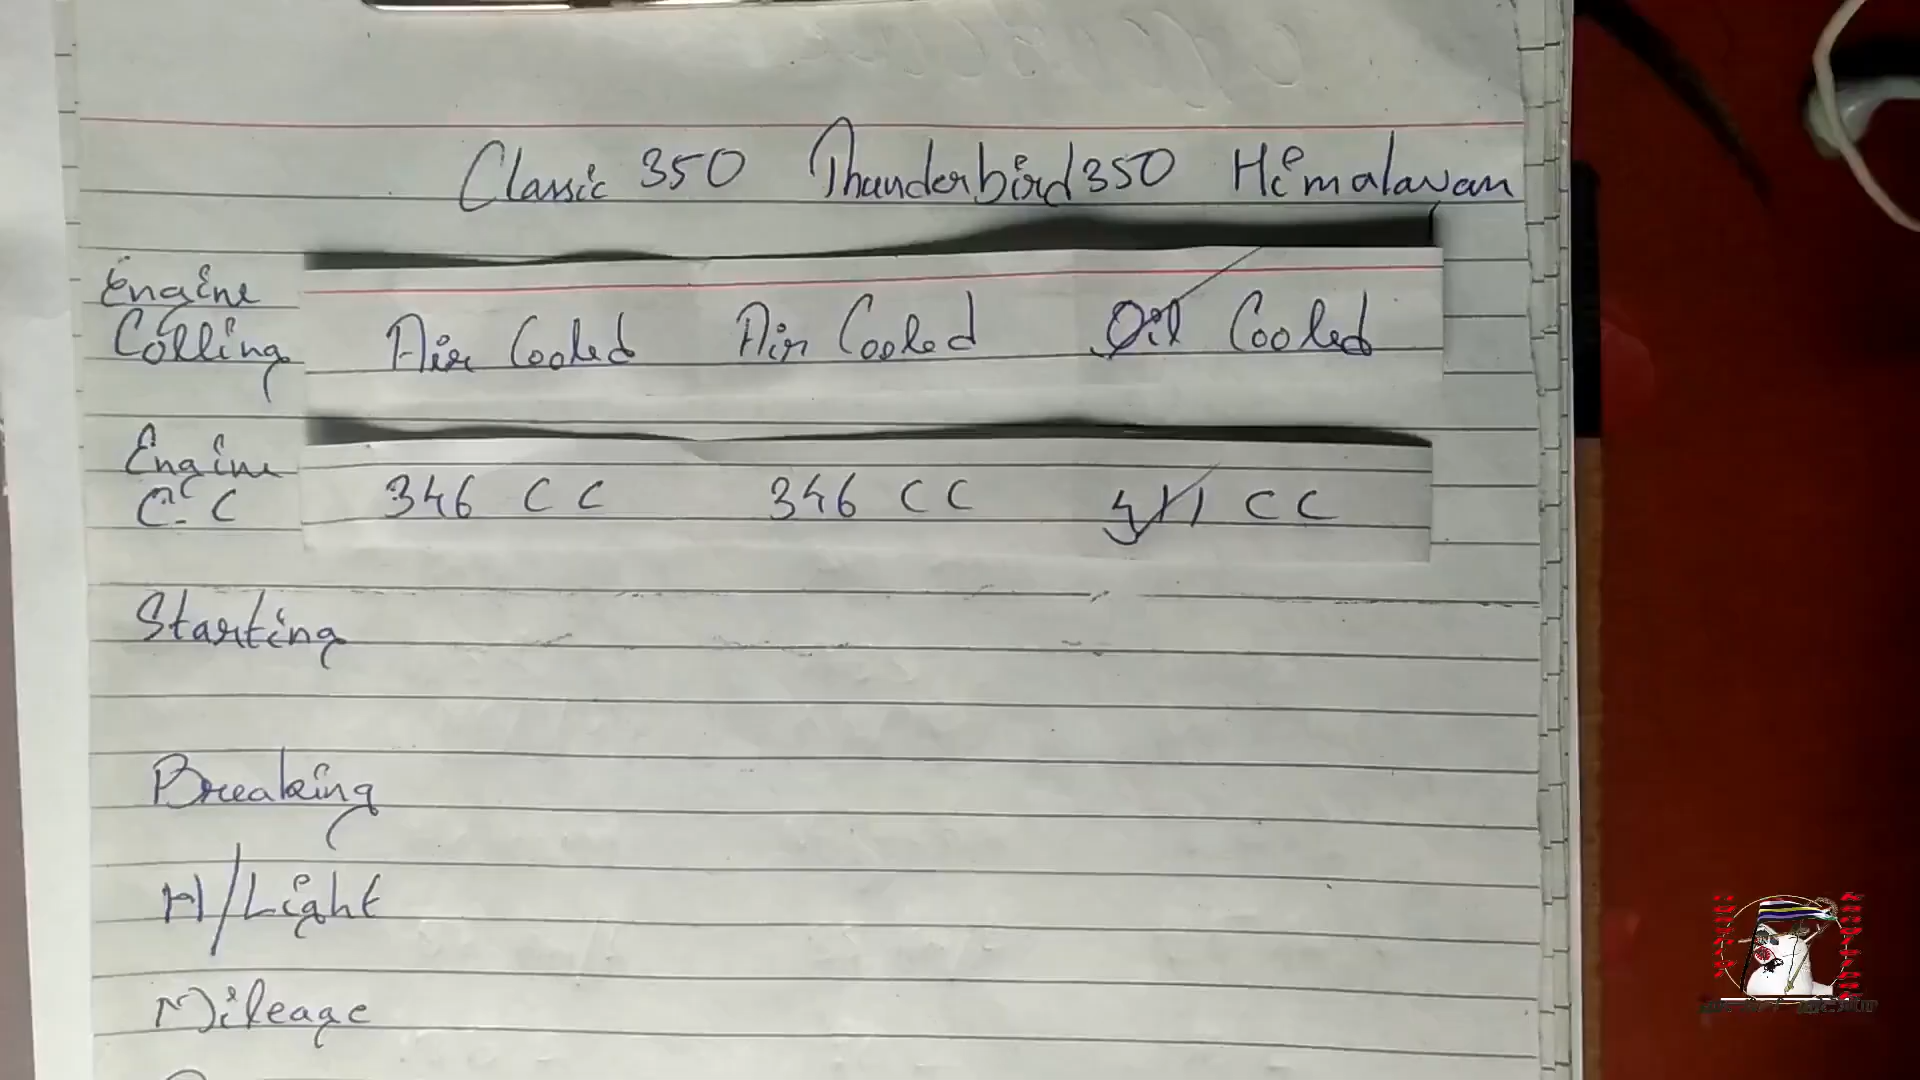 Classic 350 Thunderbird 350 Himalayan
Engine
Colling Air Cooled Air Cooled Oil Cooled
Engine
C.C 346 CC 346 CC 411 CC
Starting
Breaking
H/Light
Mileage